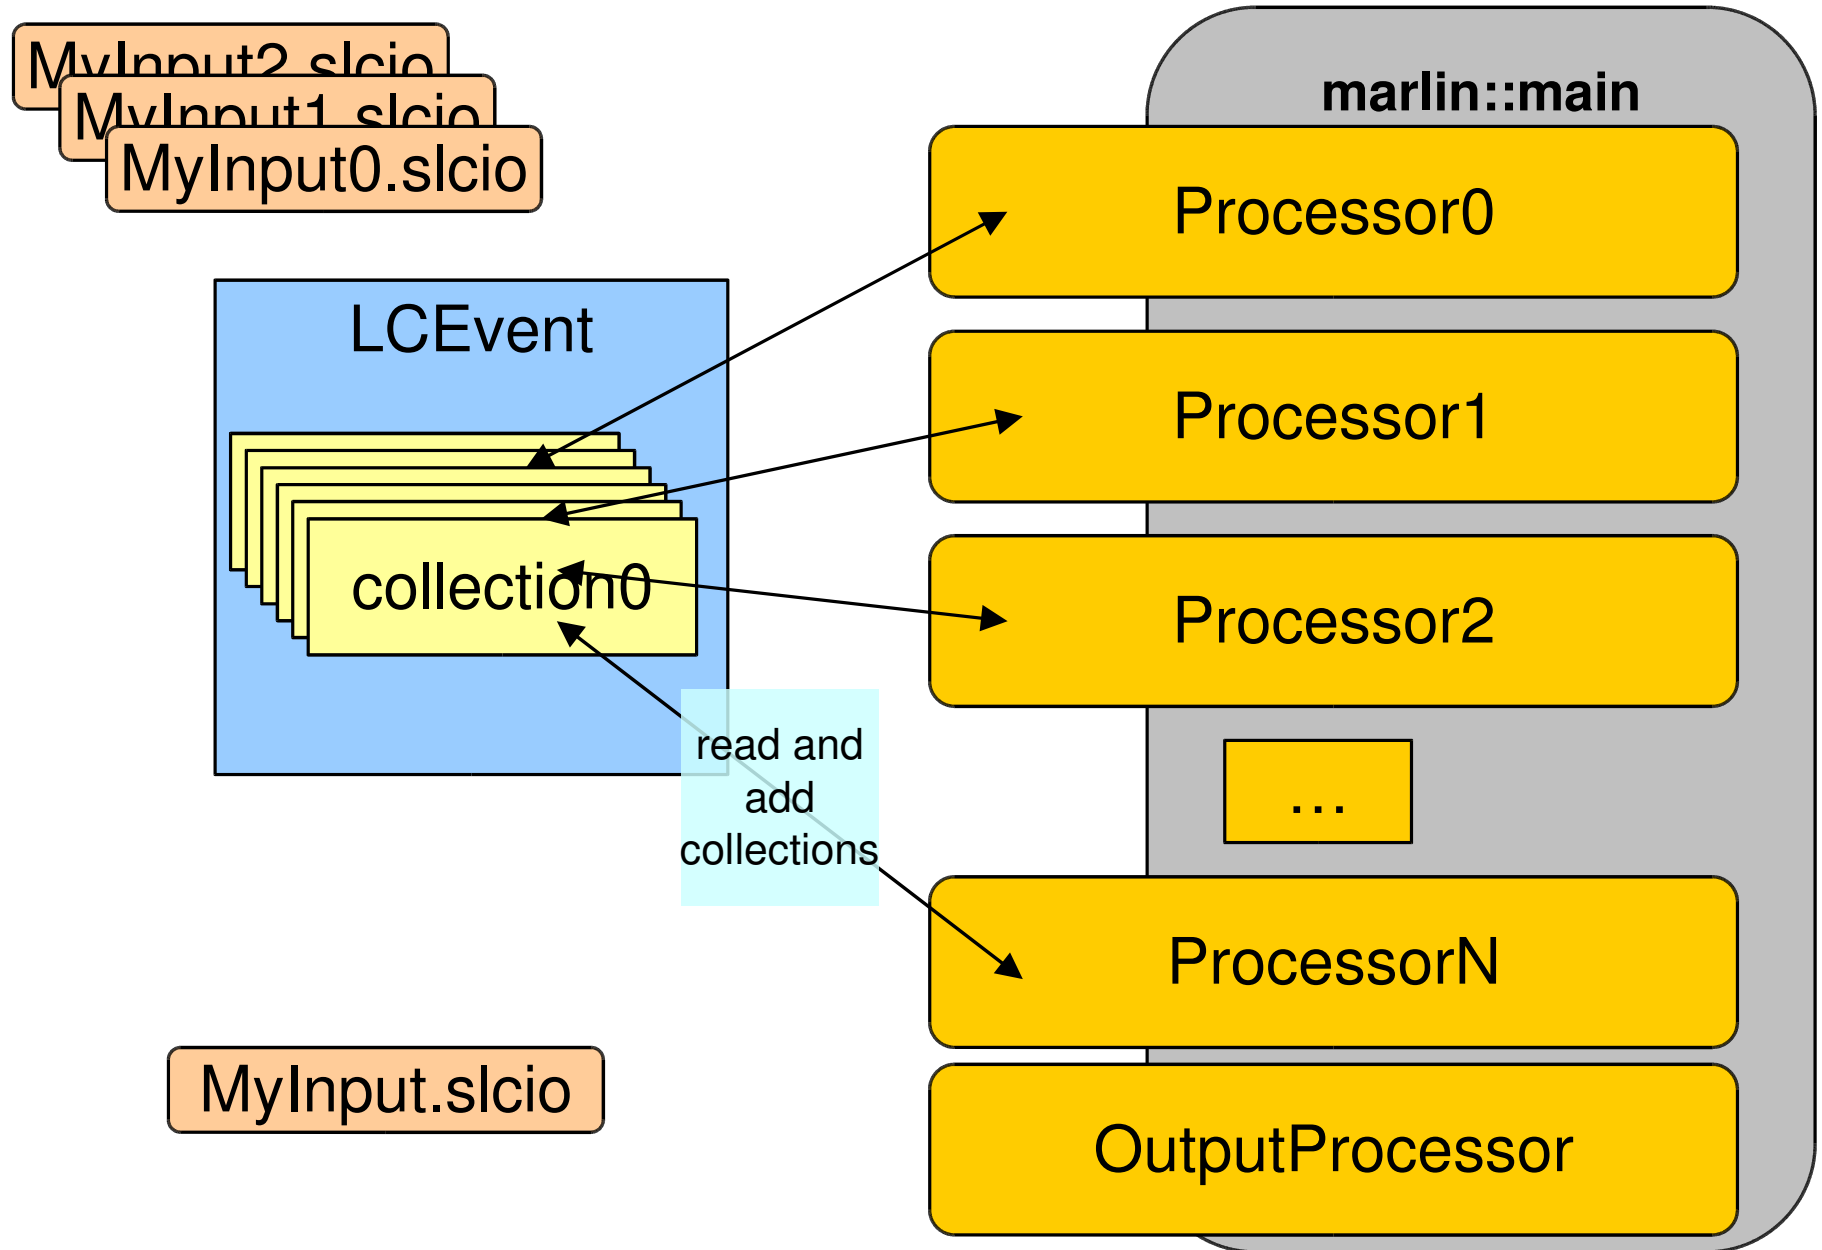 MyInput2.slcio
MyInput1.slcio
MyInput0.slcio
marlin::main
Processor0
LCEvent
Processor1
collection0
Processor2
read and
add
collections
...
ProcessorN
MyInput.slcio
OutputProcessor